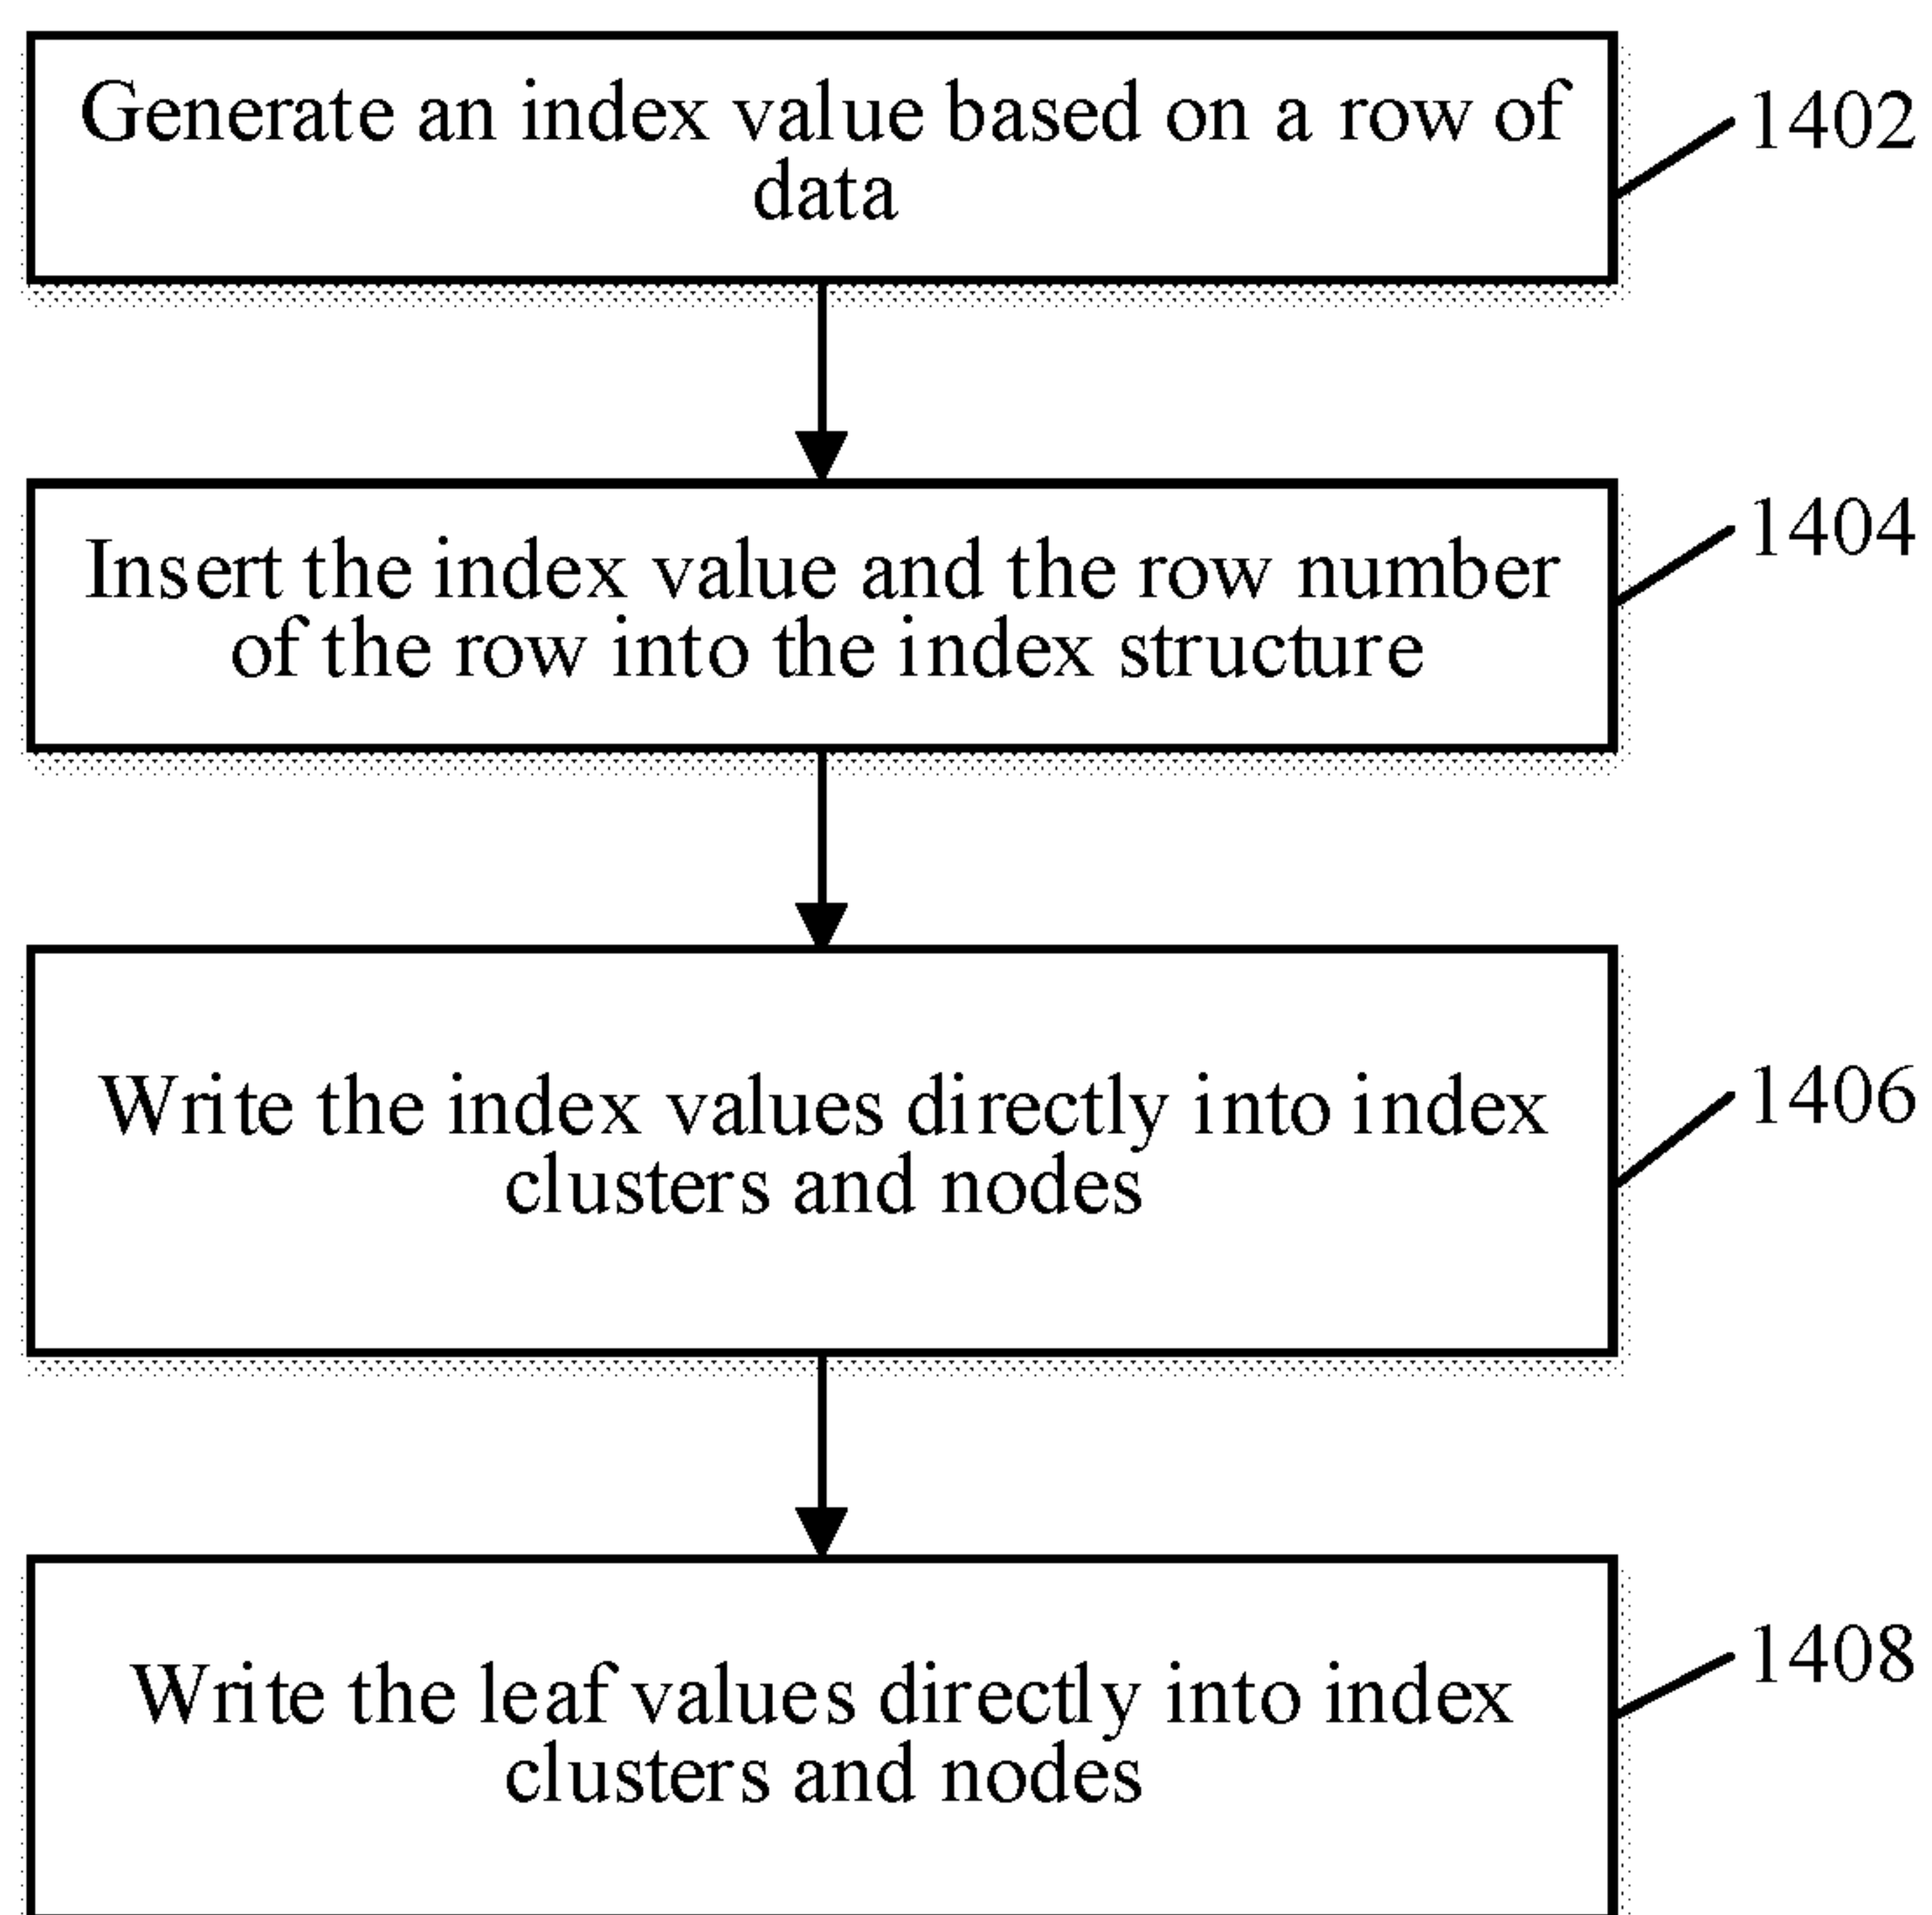 Generate an index value based on a row of
data
1402
Insert the index value and the row number
of the row into the index structure
1404
Write the index values directly into index
clusters and nodes
1406
Write the leaf values directly into index
clusters and nodes
1408